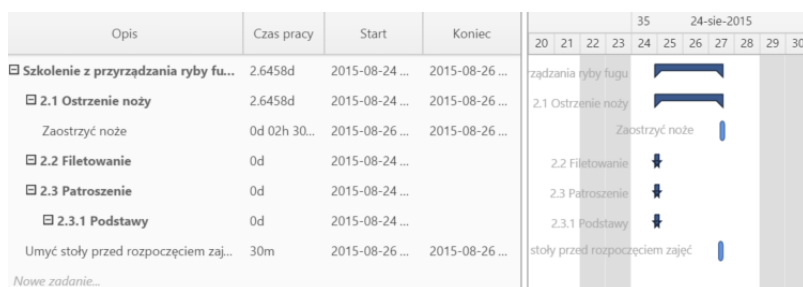 Opis Czas pracy Start Koniec
35 24-sie-2015
20 21 22 23 24 25 26 27 28 29 30
Szkolenie z przyrządzania ryby fu... 2.6458d 2015-08-24 ... 2015-08-26 ... rządzania ryby fugu
2.1 Ostrzenie noży 2.6458d 2015-08-24 ... 2015-08-26 ... 2.1 Ostrzenie noży
Zaostrzyć noże 0d 02h 30... 2015-08-26 ... 2015-08-26 ... Zaostrzyć noże
2.2 Filetowanie 0d 2015-08-24 ... 2.2 Filetowanie
2.3 Patroszenie 0d 2015-08-24 ... 2.3 Patroszenie
2.3.1 Podstawy 0d 2015-08-24 ... 2.3.1 Podstawy
Umyć stoły przed rozpoczęciem zaj... 30m 2015-08-26 ... 2015-08-26 ... stoły przed rozpoczęciem zajęć
Nowe zadanie...